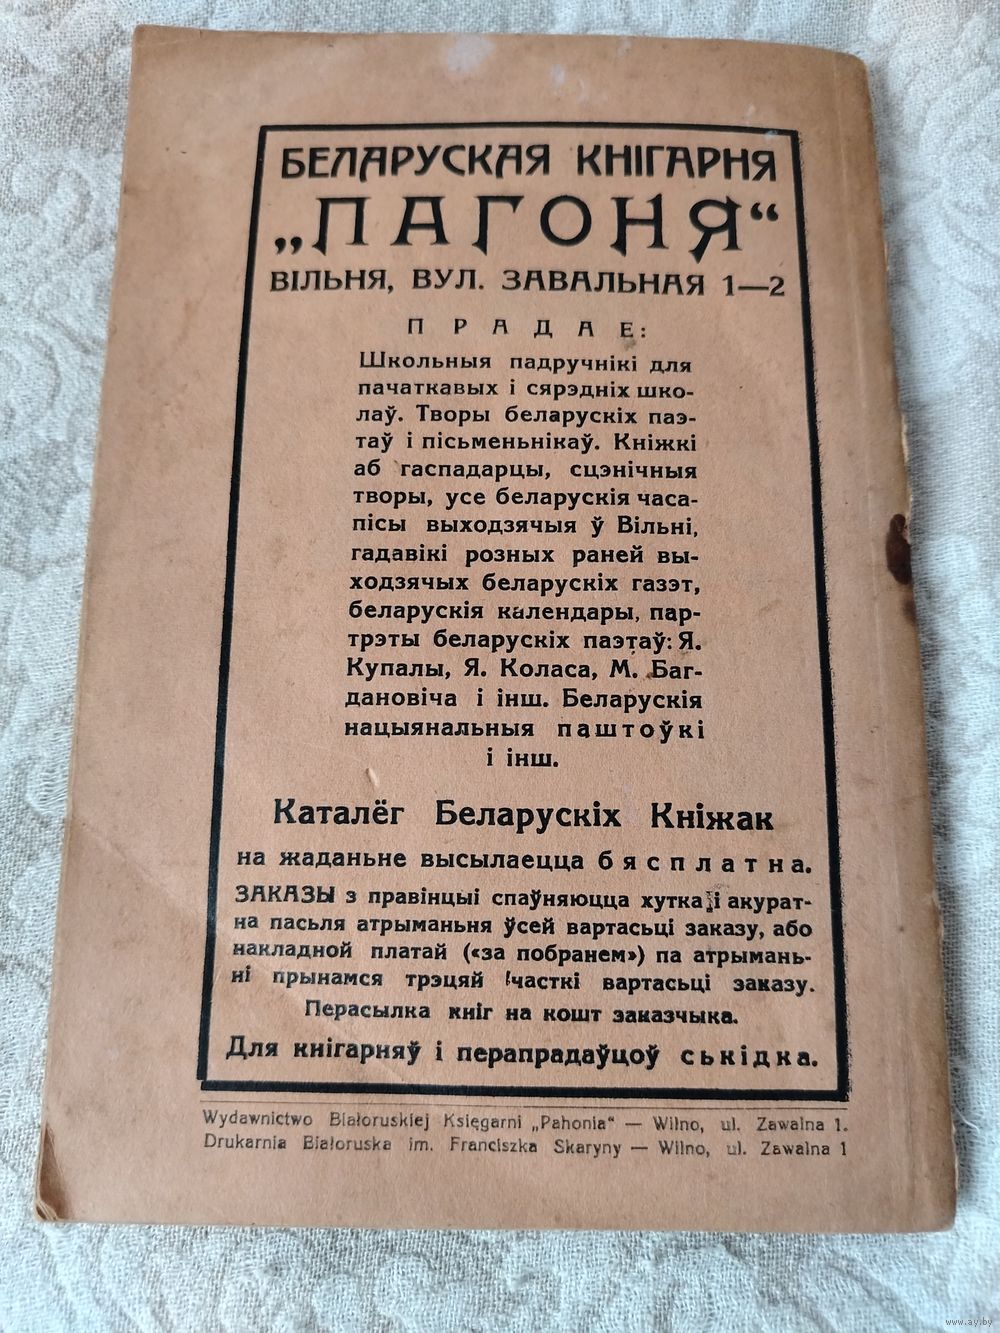 БЕЛАРУСКАЯ КНІГАРНЯ
„ПАГОНЯ“
ВІЛЬНЯ, ВУЛ. ЗАВАЛЬНАЯ 1—2
ПРАДАЕ:
Школьныя падручнікі для
пачаткавых і сярэдніх шко-
лаў. Творы беларускіх паэ-
таў і пісьменьнікаў. Кніжкі
аб гаспадарцы, сцэнічныя
творы, усе беларускія часа-
пісы выходзячыя ў Вільні,
гадавікі розных раней вы-
ходзячых беларускіх газэт,
беларускія календары, пар-
трэты беларускіх паэтаў: Я.
Купалы, Я. Коласа, М. Баг-
дановіча і інш. Беларускія
нацыянальныя паштоўкі
і інш.
Каталёг Беларускіх Кніжак
на жаданьне высылаецца бясплатна.
ЗАКАЗЫ з правінцыі спаўняюцца хутка і акурат-
на пасьля атрыманьня ўсей вартасьці заказу, або
накладной платай («за побранем») па атрымань-
ні прынамся трэцяй часткі вартасьці заказу.
Перасылка кніг на кошт заказчыка.
Для кнігарняў і перапрадаўцоў ськідка.
Wydawnictwo Białoruskiej Księgarni „Pahonia“ — Wilno, ul. Zawalna 1.
Drukarnia Białoruska im. Franciszka Skaryny — Wilno, ul. Zawalna 1
www.ay.by